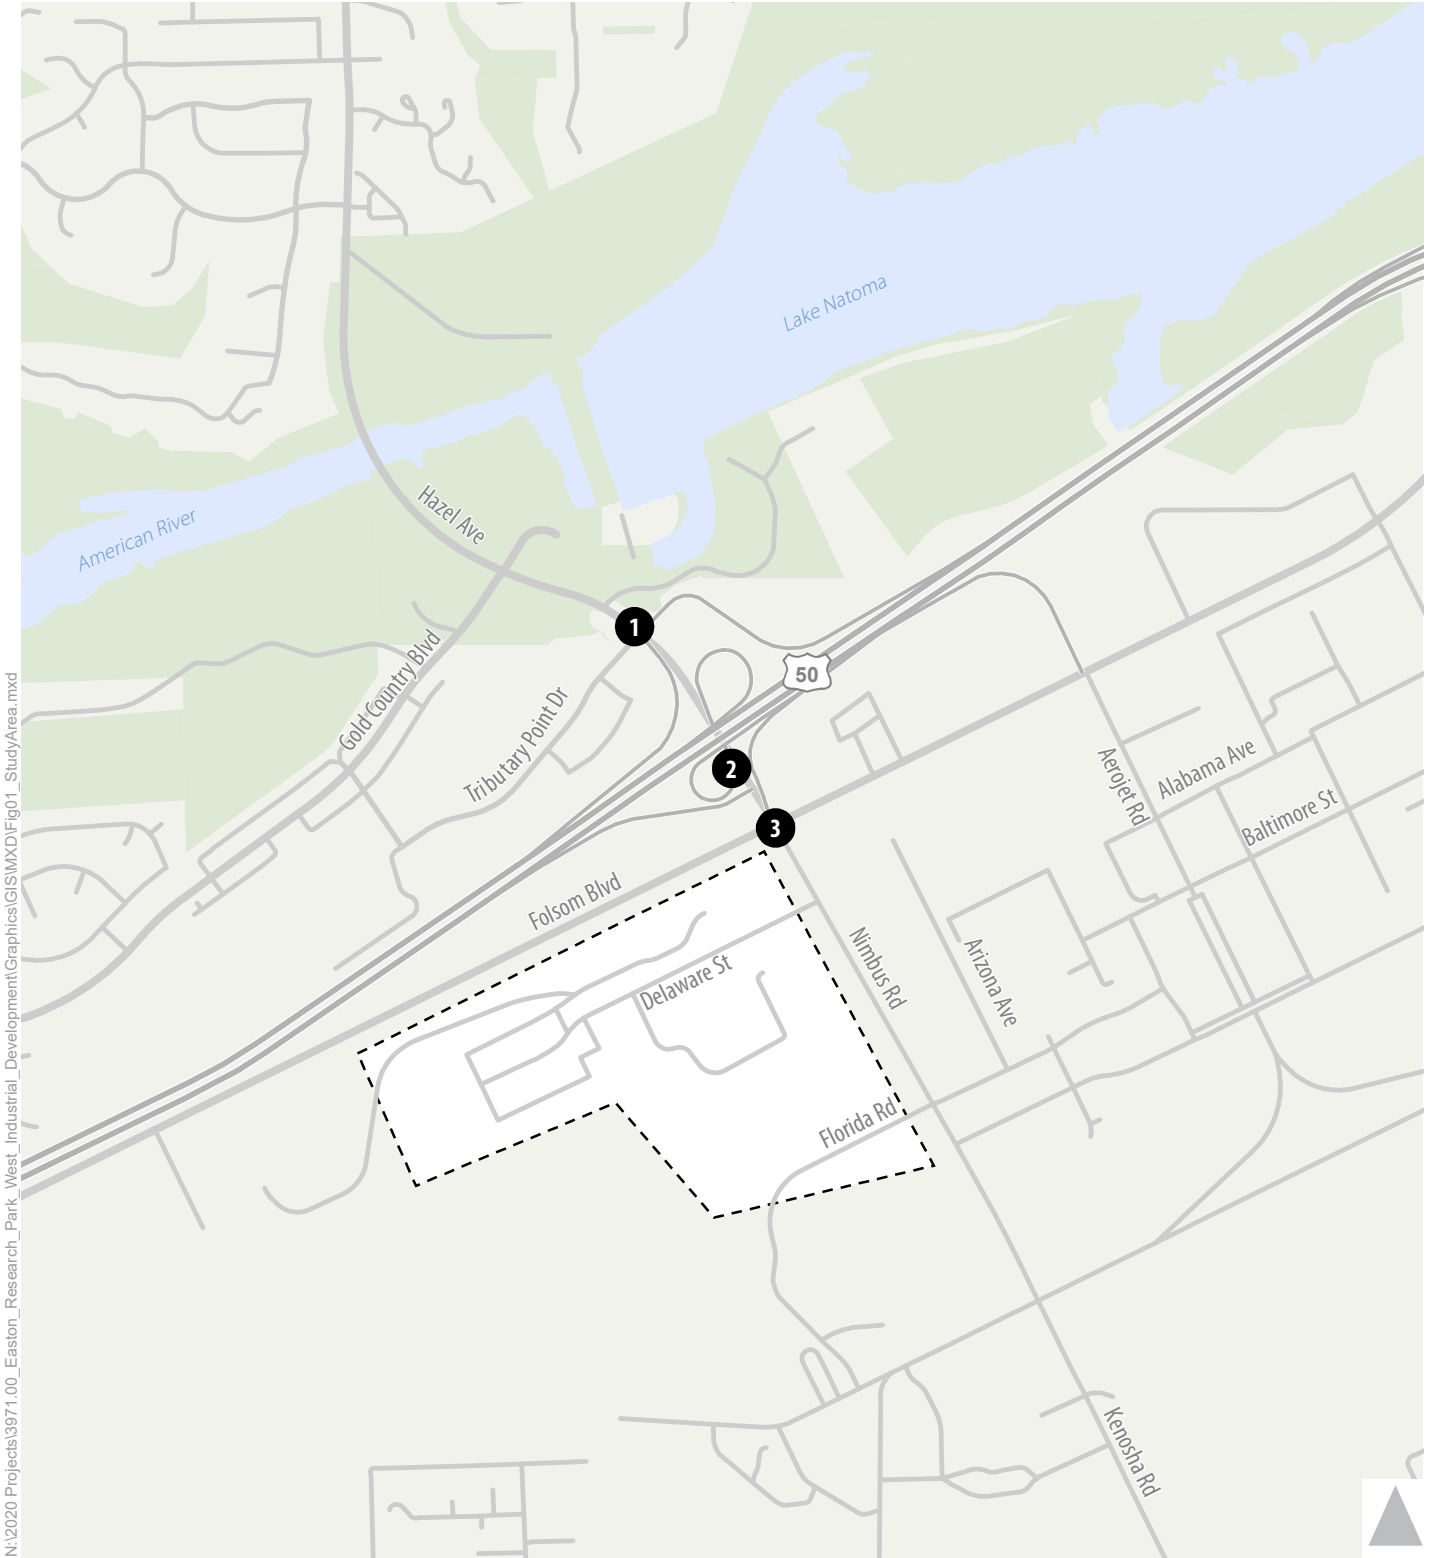 Lake Natoma
American River
Hazel Ave
1
Gold Country Blvd
Tributary Point Dr
50
2
3
Aerojet Rd
Alabama Ave
Baltimore St
Folsom Blvd
Delaware St
Nimbus Rd
Arizona Ave
Florida Rd
Kenosha Rd
N:\2020 Projects\3971.00_Easton_Research_Park_West_Industrial_Development\Graphics\GIS\MXD\Fig01_StudyArea.mxd